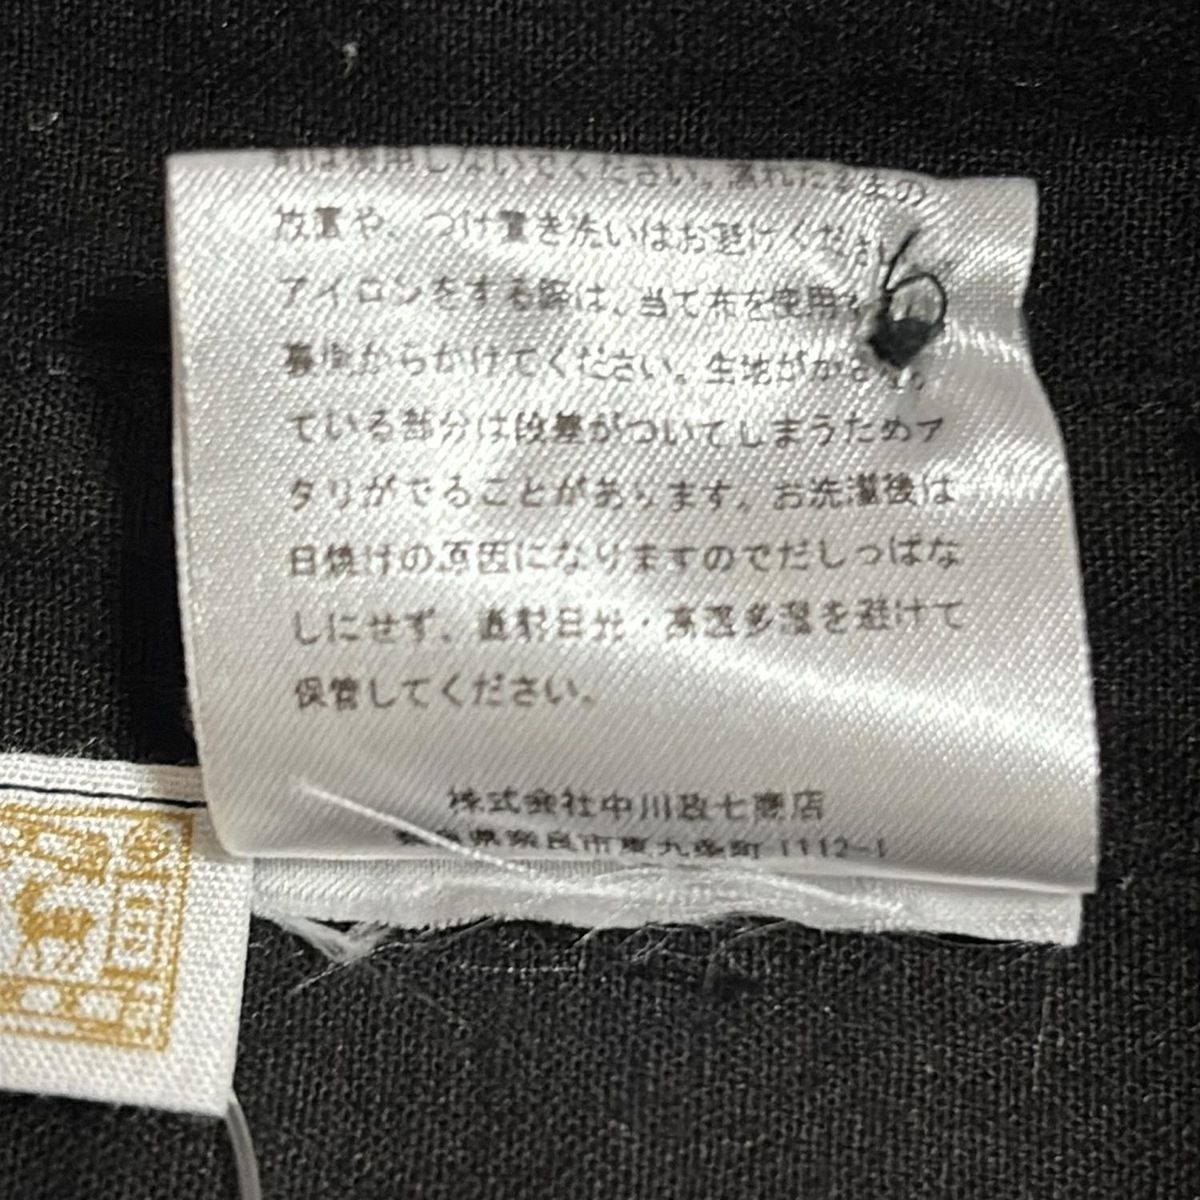 剤は使用しないでください。濡れたままの
放置や、つけ置き洗いはお避けください
アイロンをする際は、当て布を使用
裏側からかけてください。生地が
ている部分は段差がついてしまうためア
タリがでることがあります。お洗濯後は
日焼けの原因になりますのでだしっぱな
しにせず、直射日光・高温多湿を避けて
保管してください。
株式会社中川政七商店
奈良県奈良市東九条町1112-1